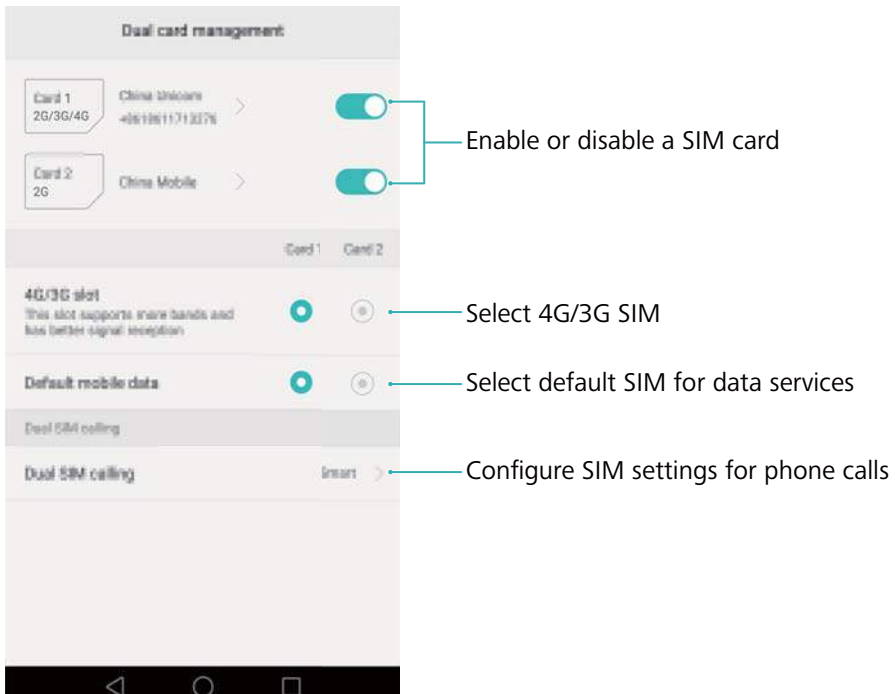 Dual card management
Card 1
2G/3G/4G
China Unicom
Enable or disable a SIM card
Card 2
2G
China Mobile
Card 1 Card 2
4G/3G slot
This slot supports more bands and
has better signal reception
Select 4G/3G SIM
Default mobile data
Select default SIM for data services
Dual SIM calling
Dual SIM calling
Smart
Configure SIM settings for phone calls